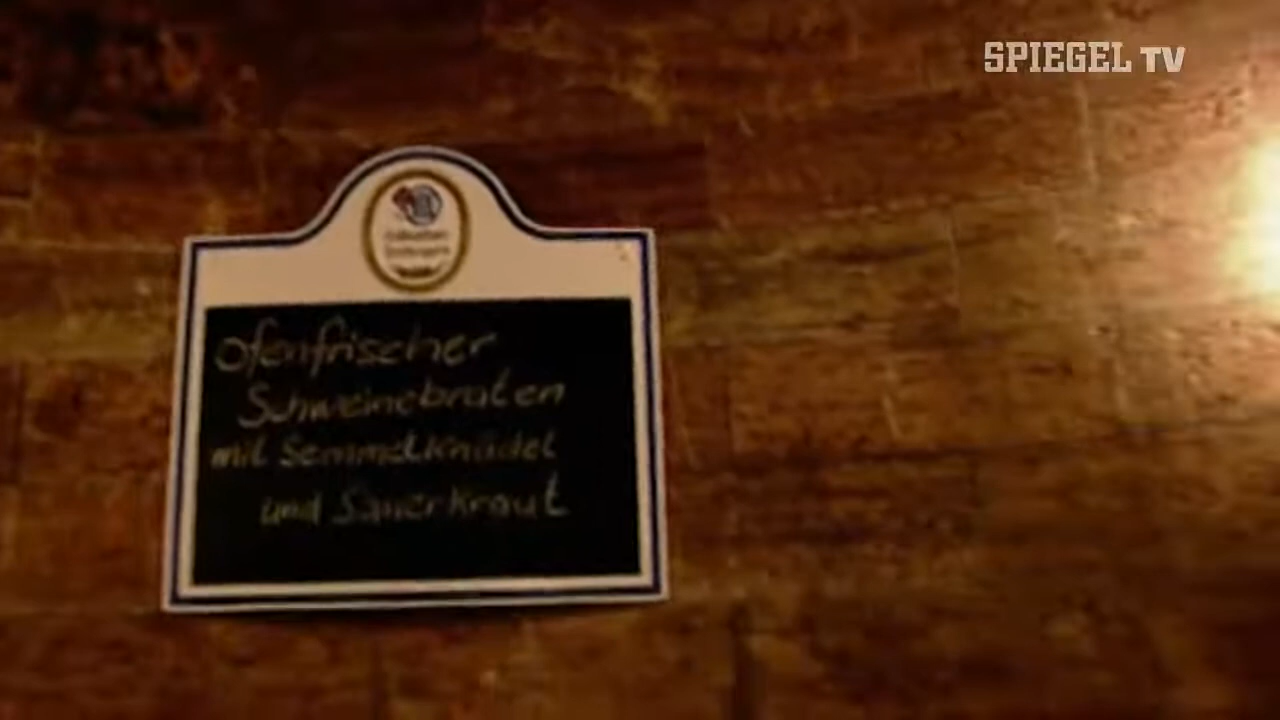 SPIEGEL TV
Ofenfrischer
Schweinebraten
mit Semmelknödel
und Sauerkraut